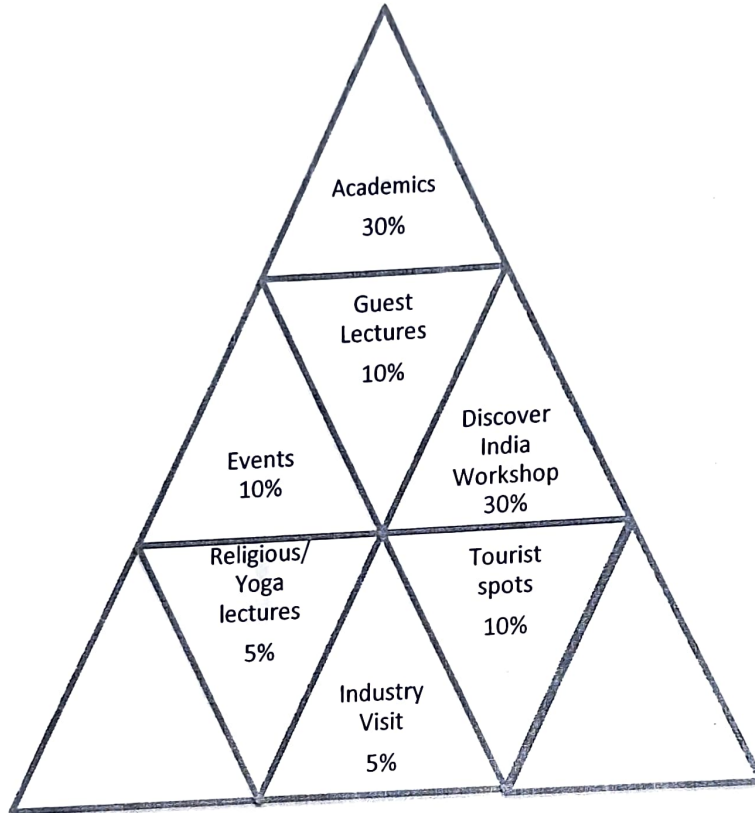 Academics
30%
Guest
Lectures
10%
Events
10%
Discover
India
Workshop
30%
Religious/
Yoga
lectures
5%
Tourist
spots
10%
Industry
Visit
5%